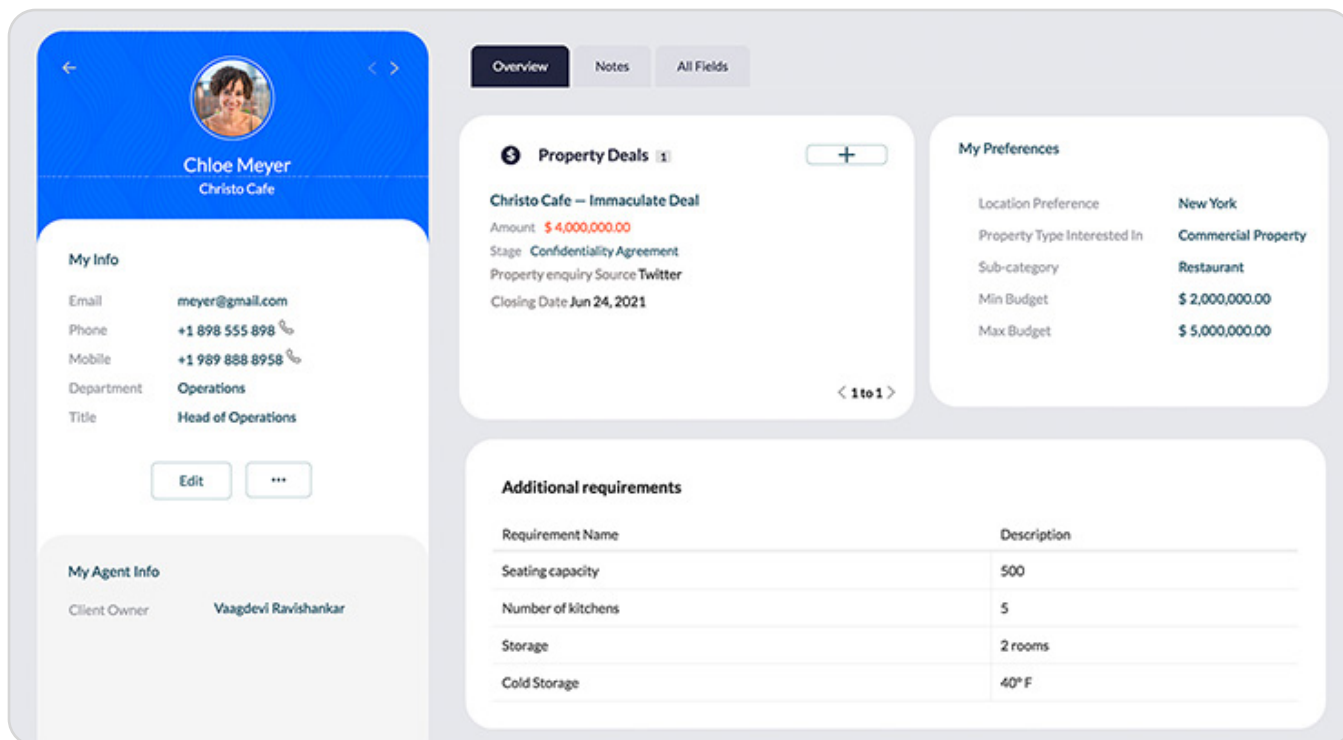 Chloe Meyer
Christo Cafe
My Info
Email meyer@gmail.com
Phone +1 898 555 898
Mobile +1 989 888 8958
Department Operations
Title Head of Operations
Edit ...
My Agent Info
Client Owner Vaagdevi Ravishankar
Overview Notes All Fields
Property Deals 1 +
Christo Cafe — Immaculate Deal
Amount $ 4,000,000.00
Stage Confidentiality Agreement
Property enquiry Source Twitter
Closing Date Jun 24, 2021
< 1 to 1 >
My Preferences
Location Preference New York
Property Type Interested In Commercial Property
Sub-category Restaurant
Min Budget $ 2,000,000.00
Max Budget $ 5,000,000.00
Additional requirements
Requirement Name Description
Seating capacity 500
Number of kitchens 5
Storage 2 rooms
Cold Storage 40° F